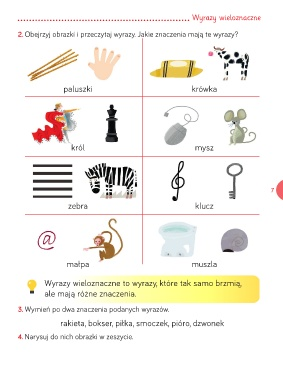 Wyrazy wieloznaczne
2. Obejrzyj obrazki i przeczytaj wyrazy. Jakie znaczenia mają te wyrazy?
paluszki
krówka
król
mysz
zebra
klucz
@
małpa
muszla
Wyrazy wieloznaczne to wyrazy, które tak samo brzmią,
ale mają różne znaczenia.
3. Wymień po dwa znaczenia podanych wyrazów.
rakieta, bokser, piłka, smoczek, pióro, dzwonek
4. Narysuj do nich obrazki w zeszycie.
7